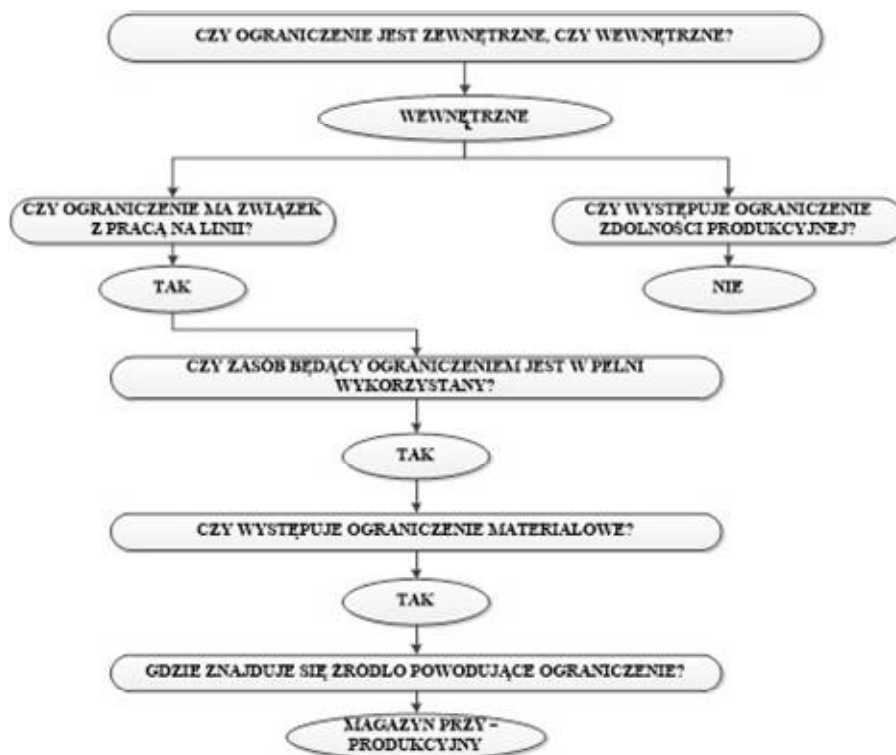 CZY OGRANICZENIE JEST ZEWNĘTRZNE, CZY WEWNĘTRZNE?
WEWNĘTRZNE
CZY OGRANICZENIE MA ZWIĄZEK
Z PRACĄ NA LINII?
CZY WYSTĘPUJE OGRANICZENIE
ZDOLNOŚCI PRODUKCYJNEJ?
TAK
NIE
CZY ZASÓB BĘDĄCY OGRANICZENIEM JEST W PEŁNI
WYKORZYSTANY?
TAK
CZY WYSTĘPUJE OGRANICZENIE MATERIAŁOWE?
TAK
GDZIE ZNAJDUJE SIĘ ŹRÓDŁO POWODUJĄCE OGRANICZENIE?
MAGAZYN PRZY –
PRODUKCYJNY